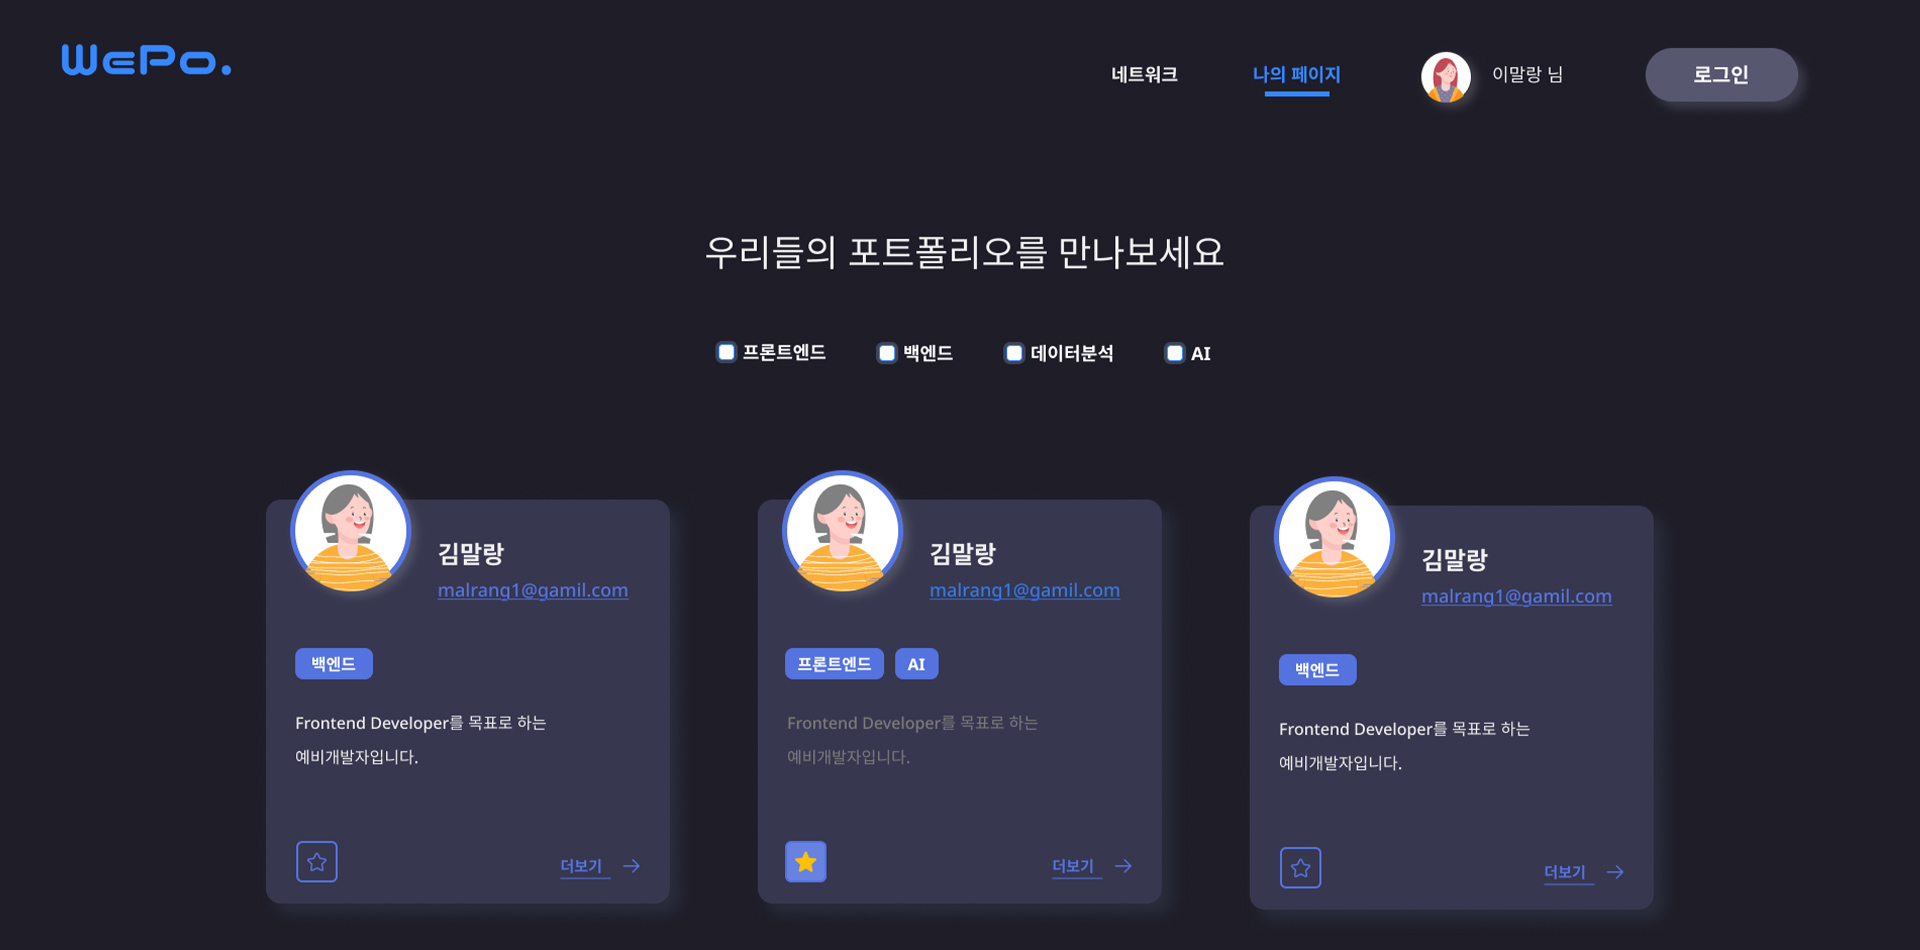 WePo.
네트워크
나의 페이지
이말랑 님
로그인
우리들의 포트폴리오를 만나보세요
프론트엔드
백엔드
데이터분석
AI
김말랑
malrang1@gamil.com
백엔드
Frontend Developer를 목표로 하는
예비개발자입니다.
더보기
김말랑
malrang1@gamil.com
프론트엔드
AI
Frontend Developer를 목표로 하는
예비개발자입니다.
더보기
김말랑
malrang1@gamil.com
백엔드
Frontend Developer를 목표로 하는
예비개발자입니다.
더보기